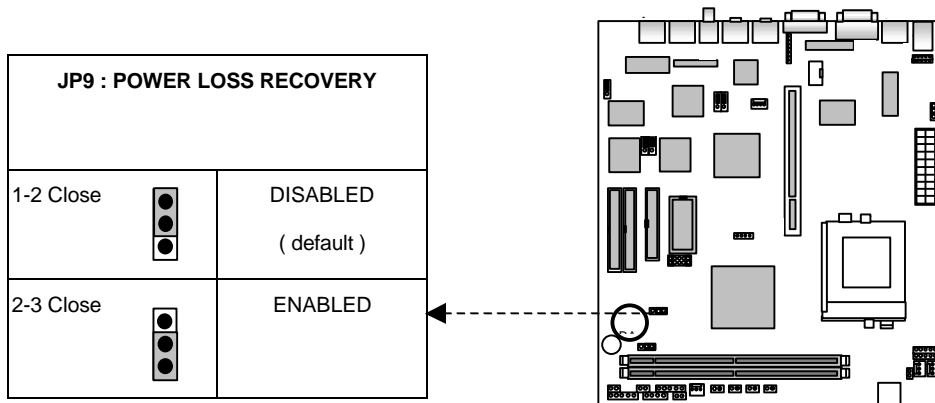 JP9 : POWER LOSS RECOVERY
1-2 Close
DISABLED
( default )
2-3 Close
ENABLED